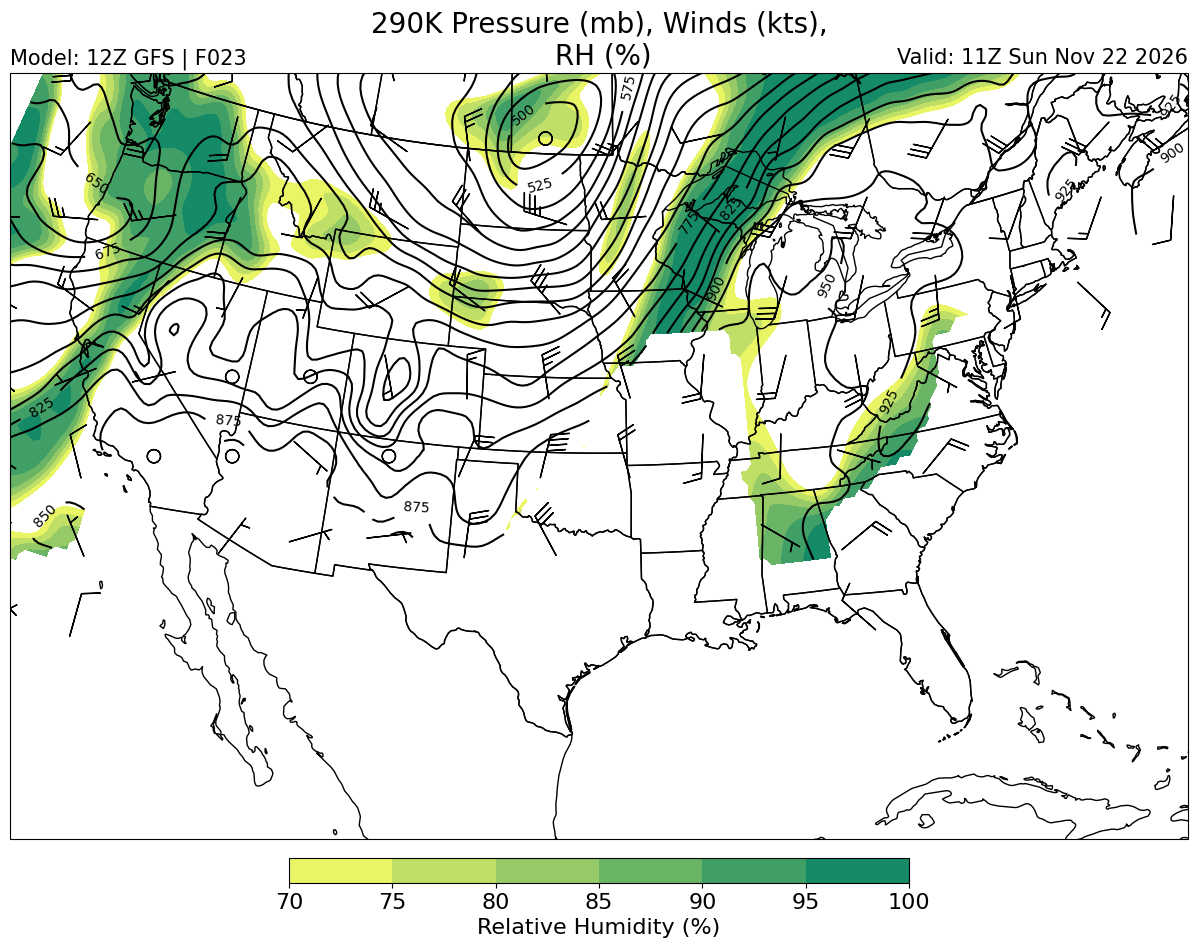 290K Pressure (mb), Winds (kts),
RH (%)
Model: 12Z GFS | F023
Valid: 11Z Sun Nov 22 2026
575
500
525
650
675
825
875
850
875
775
825
900
950
925
925
925
900
70 75 80 85 90 95 100
Relative Humidity (%)